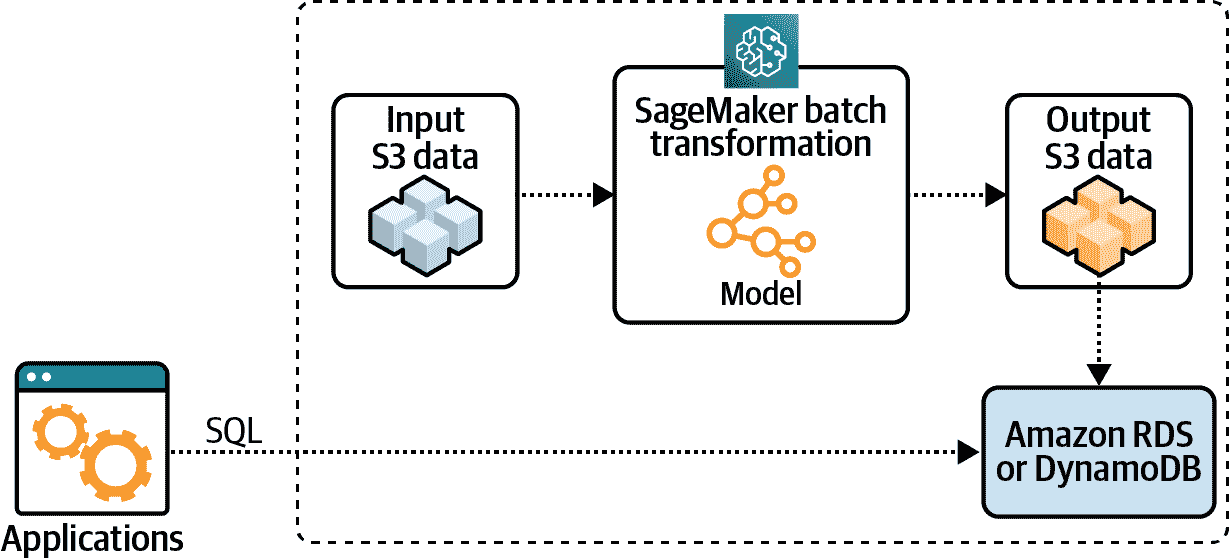 Input
S3 data
SageMaker batch
transformation
Model
Output
S3 data
SQL
Amazon RDS
or DynamoDB
Applications